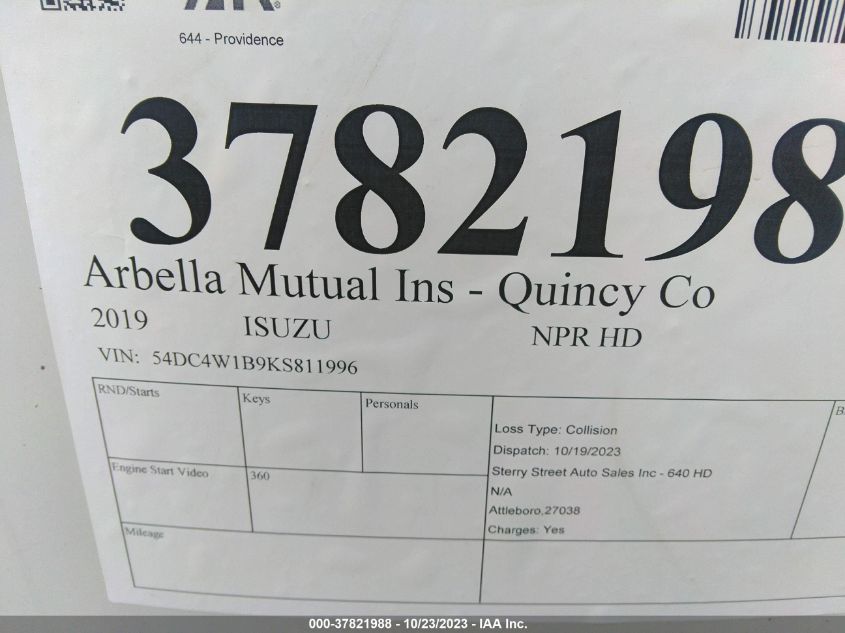 644 - Providence
3782198
Arbella Mutual Ins - Quincy Co
2019 ISUZU NPR HD
VIN: 54DC4W1B9KS811996
RND/Starts Keys Personals
Loss Type: Collision
Dispatch: 10/19/2023
Sterry Street Auto Sales Inc - 640 HD
N/A
Attleboro,27038
Charges: Yes
Engine Start Video 360
Mileage
000-37821988 - 10/23/2023 - IAA Inc.